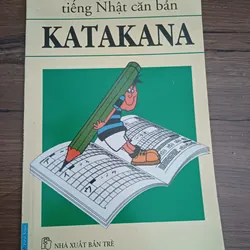 tiếng Nhật căn bản
KATAKANA
NHÀ XUẤT BẢN TRẺ